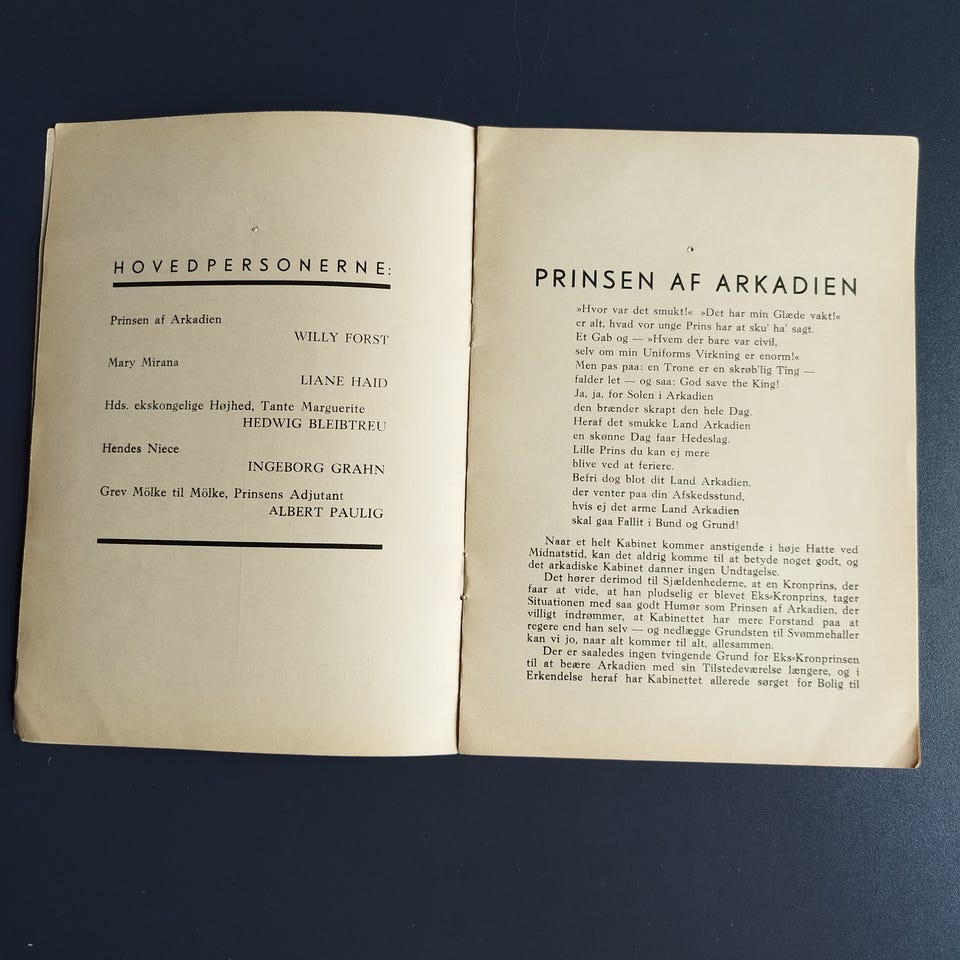 HOVEDPERSONERNE:
Prinsen af Arkadien
WILLY FORST
Mary Mirana
LIANE HAID
Hds. ekskongelige Højhed, Tante Marguerite
HEDWIG BLEIBTREU
Hendes Niece
INGEBORG GRAHN
Grev Mölke til Mölke, Prinsens Adjutant
ALBERT PAULIG
PRINSEN AF ARKADIEN
»Hvor var det smukt!« »Det har min Glæde vakt!«
er alt, hvad vor unge Prins har at sku' ha' sagt.
Et Gab og — »Hvem der bare var civil,
selv om min Uniforms Virkning er enorm!«
Men pas paa: en Trone er en skrøb'lig Ting —
falder let — og saa: God save the King!
Ja, ja, for Solen i Arkadien
den brænder skrapt den hele Dag.
Heraf det smukke Land Arkadien
en skønne Dag faar Hedeslag.
Lille Prins du kan ej mere
blive ved at feriere.
Befri dog blot dit Land Arkadien,
der venter paa din Afskedsstund,
hvis ej det arme Land Arkadien
skal gaa Fallit i Bund og Grund!
Naar et helt Kabinet kommer anstigende i høje Hatte ved
Midnatstid, kan det aldrig komme til at betyde noget godt, og
det arkadiske Kabinet danner ingen Undtagelse.
Det hører derimod til Sjældenhederne, at en Kronprins, der
faar at vide, at han pludselig er blevet Eks-Kronprins, tager
Situationen med saa godt Humør som Prinsen af Arkadien, der
villigt indrømmer, at Kabinettet har mere Forstand paa at
regere end han selv — og nedlægge Grundsten til Svømmehaller
kan vi jo, naar alt kommer til alt, allesammen.
Der er saaledes ingen tvingende Grund for Eks-Kronprinsen
til at beære Arkadien med sin Tilstedeværelse længere, og i
Erkendelse heraf har Kabinettet allerede sørget for Bolig til